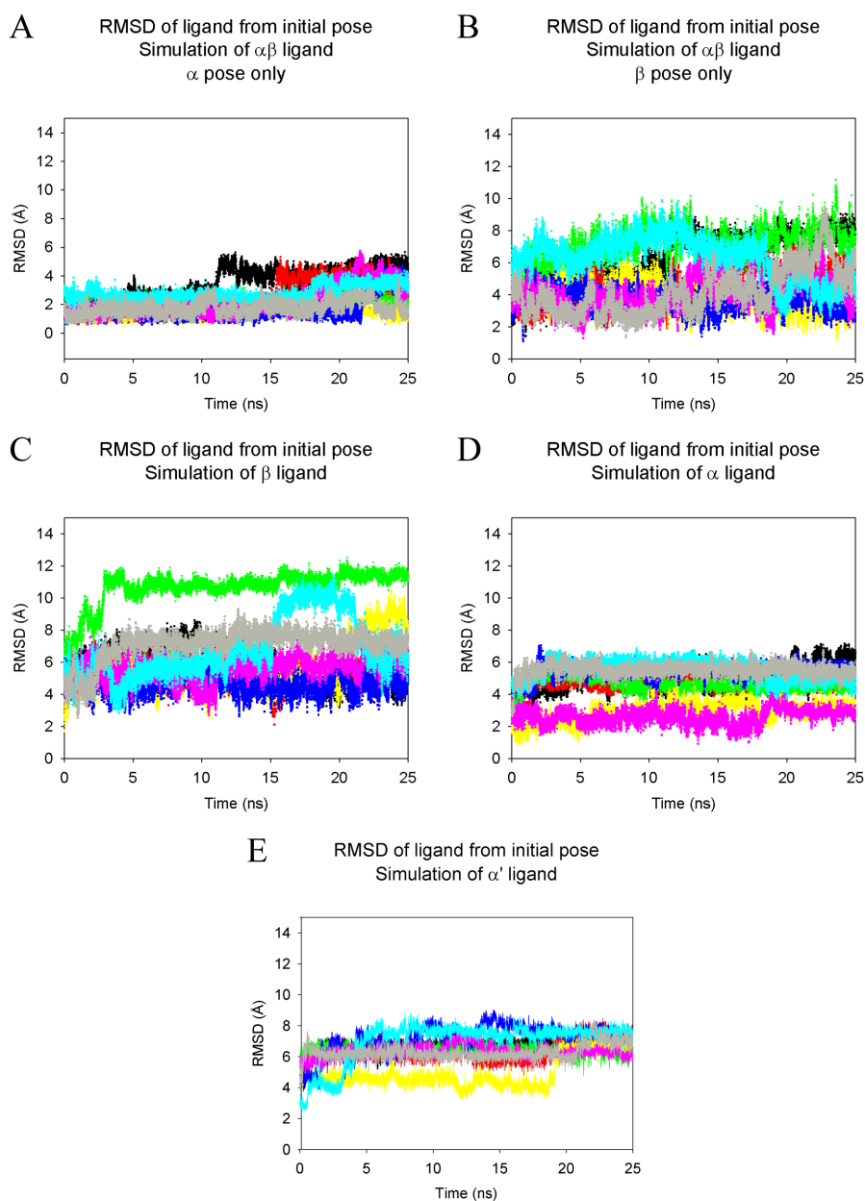 A
RMSD of ligand from initial pose
Simulation of αβ ligand
α pose only
RMSD (Å)
14
12
10
8
6
4
2
0
0 5 10 15 20 25
Time (ns)
B
RMSD of ligand from initial pose
Simulation of αβ ligand
β pose only
RMSD (Å)
14
12
10
8
6
4
2
0
0 5 10 15 20 25
Time (ns)
C
RMSD of ligand from initial pose
Simulation of β ligand
RMSD (Å)
14
12
10
8
6
4
2
0
0 5 10 15 20 25
Time (ns)
D
RMSD of ligand from initial pose
Simulation of α ligand
RMSD (Å)
14
12
10
8
6
4
2
0
0 5 10 15 20 25
Time (ns)
E
RMSD of ligand from initial pose
Simulation of α' ligand
RMSD (Å)
14
12
10
8
6
4
2
0
0 5 10 15 20 25
Time (ns)